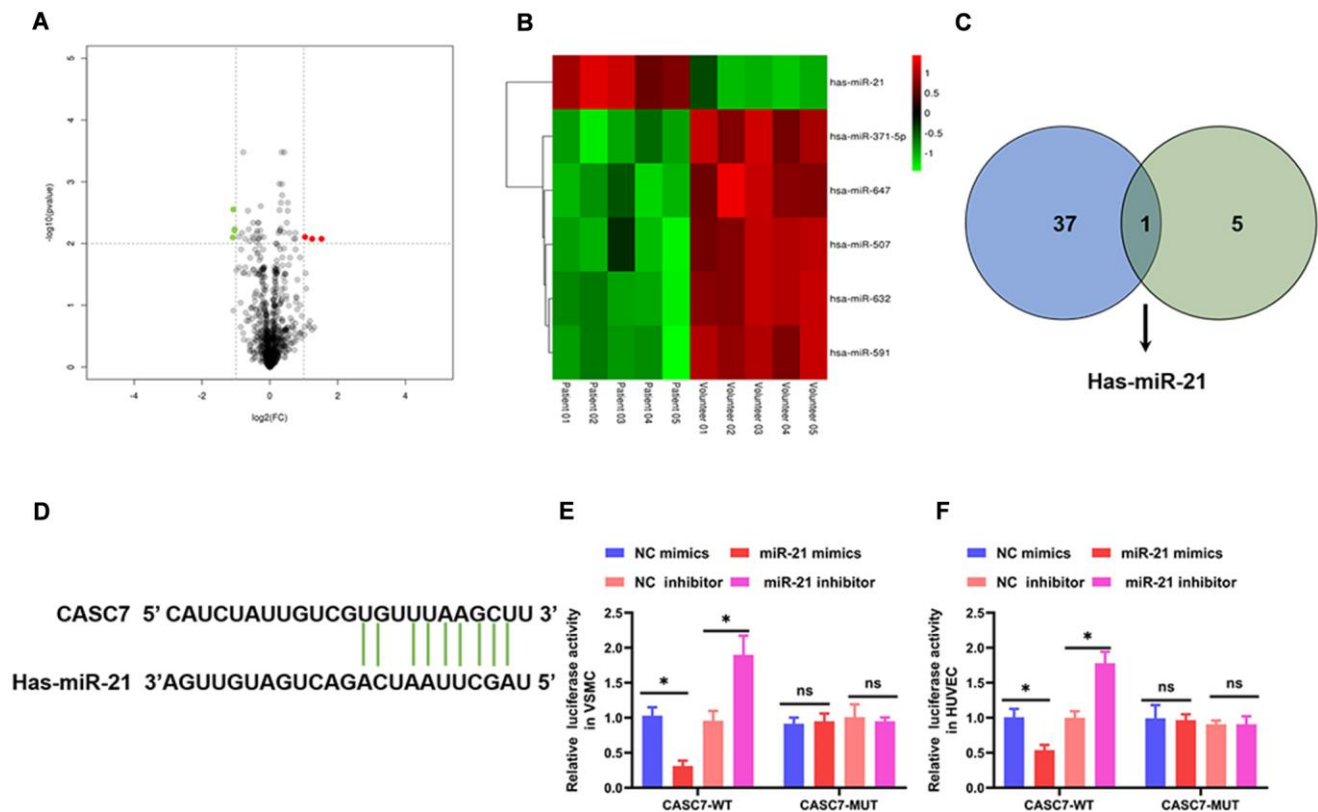 A
5
4
3
2
1
0
-log10(pvalue)
-4 -2 0 2 4
log2(FC)
B
has-miR-21
hsa-miR-371-5p
hsa-miR-647
hsa-miR-507
hsa-miR-632
hsa-miR-591
1
0.5
0
-0.5
-1
Patient 01
Patient 02
Patient 03
Patient 04
Patient 05
Volunteer 01
Volunteer 02
Volunteer 03
Volunteer 04
Volunteer 05
C
37 1 5
Has-miR-21
D
CASC7 5’ CAUCUAUUGUCGUGUUUAAGCUU 3’
Has-miR-21 3’AGUUGUAGUCAGACUAAUUCGAU 5’
E
NC mimics miR-21 mimics
NC inhibitor miR-21 inhibitor
Relative luciferase activity
in VSMC
2.5
2.0
1.5
1.0
0.5
0.0
* * ns ns
CASC7-WT CASC7-MUT
F
NC mimics miR-21 mimics
NC inhibitor miR-21 inhibitor
Relative luciferase activity
in HUVEC
2.5
2.0
1.5
1.0
0.5
0.0
* * ns ns
CASC7-WT CASC7-MUT